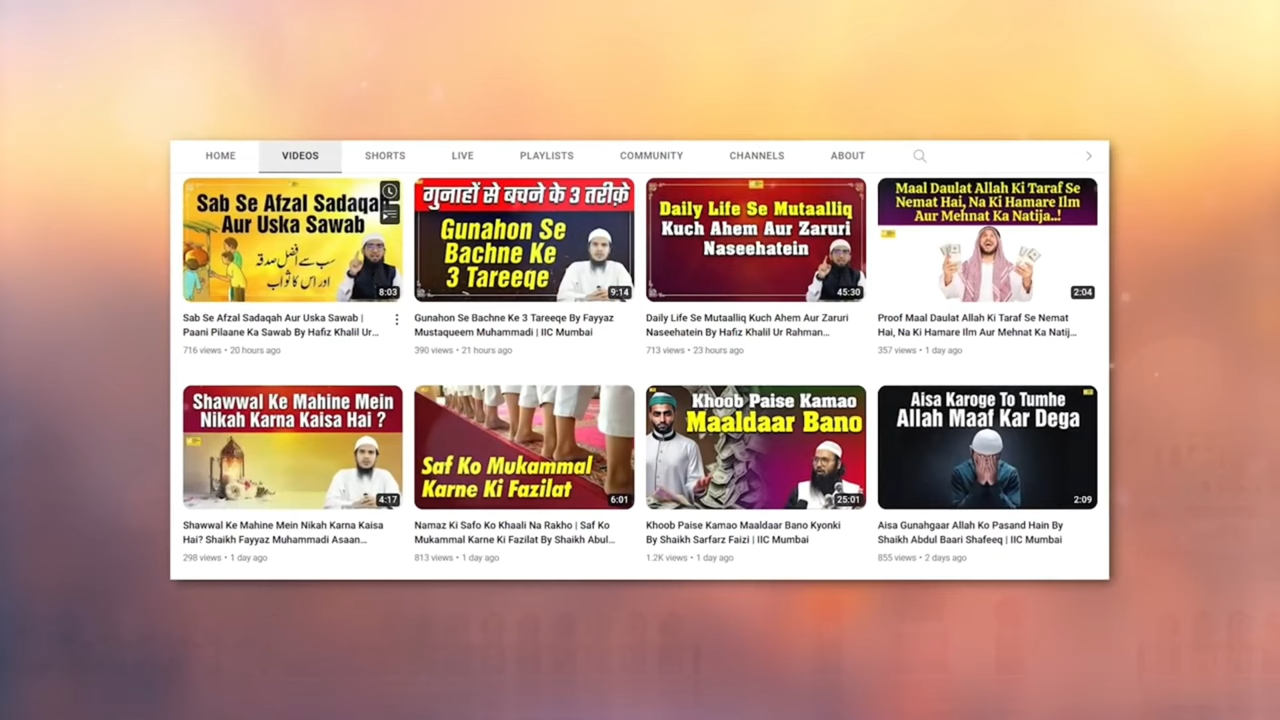 HOME VIDEOS SHORTS LIVE PLAYLISTS COMMUNITY CHANNELS ABOUT
Sab Se Afzal Sadaqah
Aur Uska Sawab
سب سے افضل صدقہ
اور اس کا ثواب
8:03
गुनाहों से बचने के 3 तरीक़े
Gunahon Se
Bachne Ke
3 Tareeqe
9:14
Daily Life Se Mutaalliq
Kuch Ahem Aur Zaruri
Naseehatein
45:30
Maal Daulat Allah Ki Taraf Se
Nemat Hai, Na Ki Hamare Ilm
Aur Mehnat Ka Natija..!
2:04
Sab Se Afzal Sadaqah Aur Uska Sawab |
Paani Pilaane Ka Sawab By Hafiz Khalil Ur...
716 views • 20 hours ago
Gunahon Se Bachne Ke 3 Tareeqe By Fayyaz
Mustaqueem Muhammadi | IIC Mumbai
390 views • 21 hours ago
Daily Life Se Mutaalliq Kuch Ahem Aur Zaruri
Naseehatein By Hafiz Khalil Ur Rahman...
713 views • 23 hours ago
Proof Maal Daulat Allah Ki Taraf Se Nemat
Hai, Na Ki Hamare Ilm Aur Mehnat Ka Natij...
357 views • 1 day ago
Shawwal Ke Mahine Mein
Nikah Karna Kaisa Hai ?
4:17
Saf Ko Mukammal
Karne Ki Fazilat
6:01
Khoob Paise Kamao
Maaldaar Bano
25:01
Aisa Karoge To Tumhe
Allah Maaf Kar Dega
2:09
Shawwal Ke Mahine Mein Nikah Karna Kaisa
Hai? Shaikh Fayyaz Muhammadi Asaan...
298 views • 1 day ago
Namaz Ki Safo Ko Khaali Na Rakho | Saf Ko
Mukammal Karne Ki Fazilat By Shaikh Abul...
813 views • 1 day ago
Khoob Paise Kamao Maaldaar Bano Kyonki
By Shaikh Sarfarz Faizi | IIC Mumbai
1.2K views • 1 day ago
Aisa Gunahgaar Allah Ko Pasand Hain By
Shaikh Abdul Baari Shafeeq | IIC Mumbai
855 views • 2 days ago